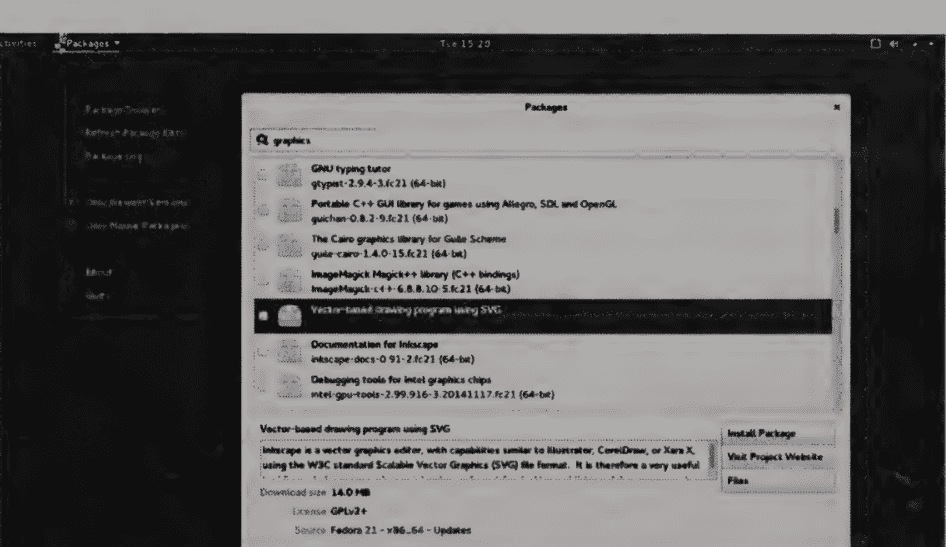 Packages
Tue 15:20
Packages
graphics
GNU typing tutor
gtypist-2.9.4-3.fc21 (64-bit)
Portable C++ GUI library for games using Allegro, SDL and OpenGL
guichan-0.8.2-9.fc21 (64-bit)
The Cairo graphics library for Guile Scheme
guile-cairo-1.4.0-15.fc21 (64-bit)
ImageMagick Magick++ library (C++ bindings)
ImageMagick-c++-6.8.8.10-5.fc21 (64-bit)
Vector-based drawing program using SVG
Documentation for Inkscape
inkscape-docs-0.91-2.fc21 (64-bit)
Debugging tools for Intel graphics chips
intel-gpu-tools-2.99.916-3.20141117.fc21 (64-bit)
Vector-based drawing program using SVG
Inkscape is a vector graphics editor, with capabilities similar to Illustrator, CorelDraw, or Xara X,
using the W3C standard Scalable Vector Graphics (SVG) file format. It is therefore a very useful
Install Package
Visit Project Website
Files
Download size 14.0 MB
License GPLv2+
Source Fedora 21 - x86_64 - Updates